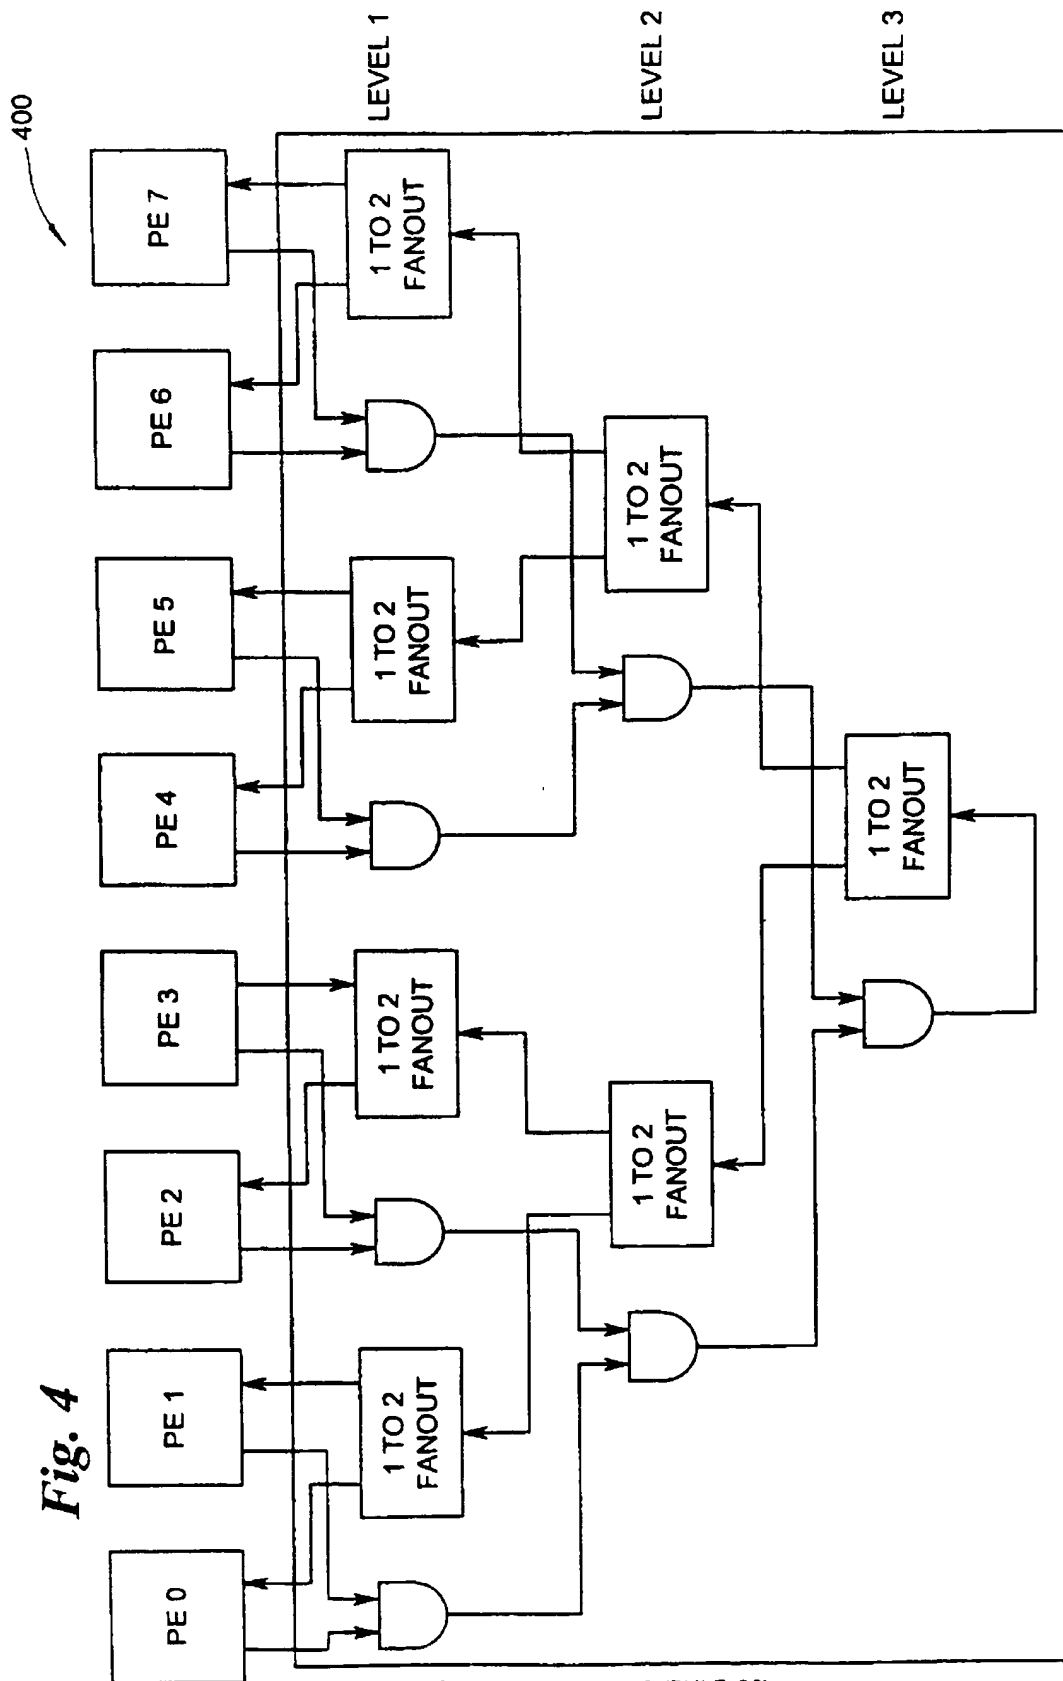 Fig. 4
400
PE 0
PE 1
PE 2
PE 3
PE 4
PE 5
PE 6
PE 7
1 TO 2
FANOUT
1 TO 2
FANOUT
1 TO 2
FANOUT
1 TO 2
FANOUT
LEVEL 1
1 TO 2
FANOUT
1 TO 2
FANOUT
LEVEL 2
1 TO 2
FANOUT
LEVEL 3